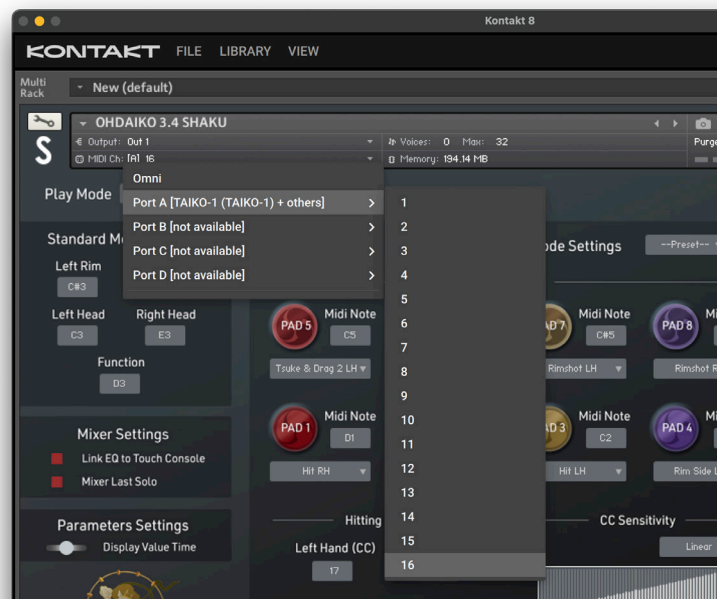 Kontakt 8
KONTAKT FILE LIBRARY VIEW
Multi
Rack
New (default)
S
OHDAIKO 3.4 SHAKU
Output: Out 1
Voices: 0 Max: 32
Purge
MIDI Ch: [A] 16
Memory: 194.14 MB
Omni
Port A [TAIKO-1 (TAIKO-1) + others]
Port B [not available]
Port C [not available]
Port D [not available]
1
2
3
4
5
6
7
8
9
10
11
12
13
14
15
16
Play Mode
Standard M
Left Rim
C#3
Left Head Right Head
C3 E3
Function
D3
Mixer Settings
Link EQ to Touch Console
Mixer Last Solo
Parameters Settings
Display Value Time
ode Settings
--Preset--
PAD 5
Midi Note
C5
Tsuke & Drag 2 LH
AD 7
Midi Note
C#5
Rimshot LH
PAD 8
Mi
Rimshot R
PAD 1
Midi Note
D1
Hit RH
AD 3
Midi Note
C2
Hit LH
PAD 4
Mi
Rim Side L
Hitting
Left Hand (CC)
17
CC Sensitivity
Linear